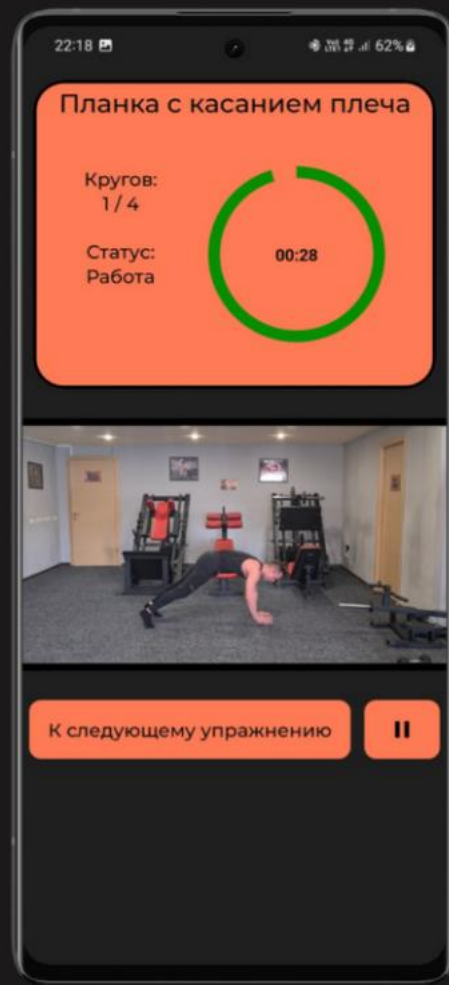 22:18
62%
Планка с касанием плеча
Кругов:
1 / 4
Статус:
Работа
00:28
К следующему упражнению